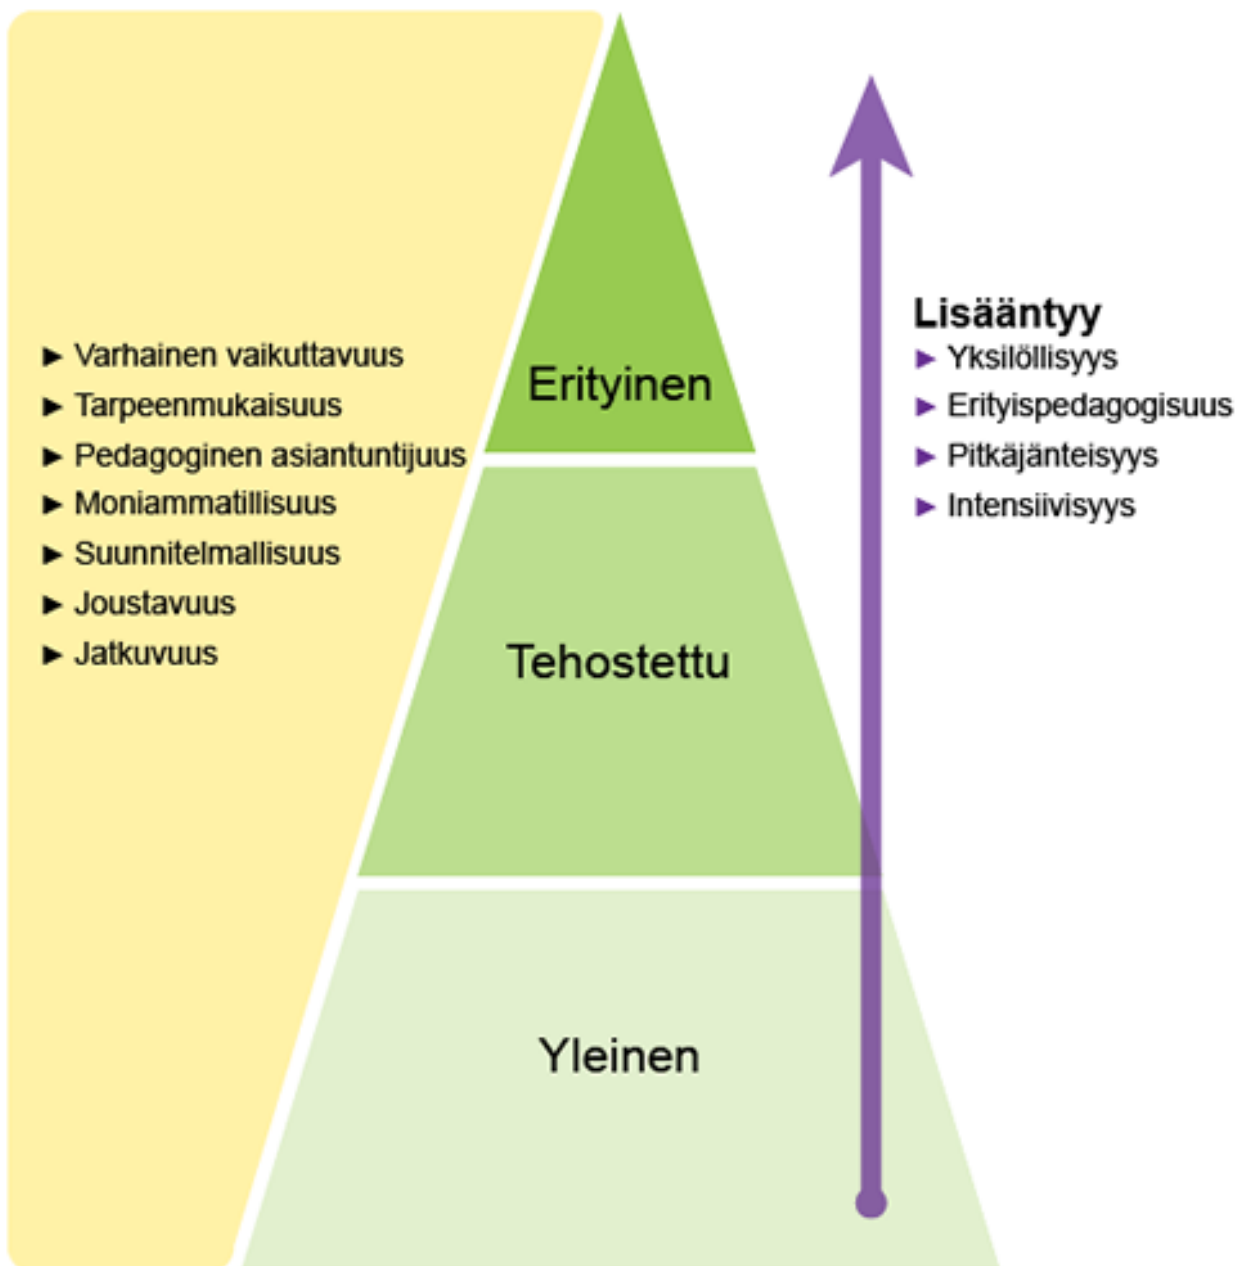 ► Varhainen vaikuttavuus
► Tarpeenmukaisuus
► Pedagoginen asiantuntijuus
► Moniammatillisuus
► Suunnitelmallisuus
► Joustavuus
► Jatkuvuus
Erityinen
Tehostettu
Yleinen
Lisääntyy
► Yksilöllisyys
► Erityispedagogisuus
► Pitkäjänteisyys
► Intensiivisyys